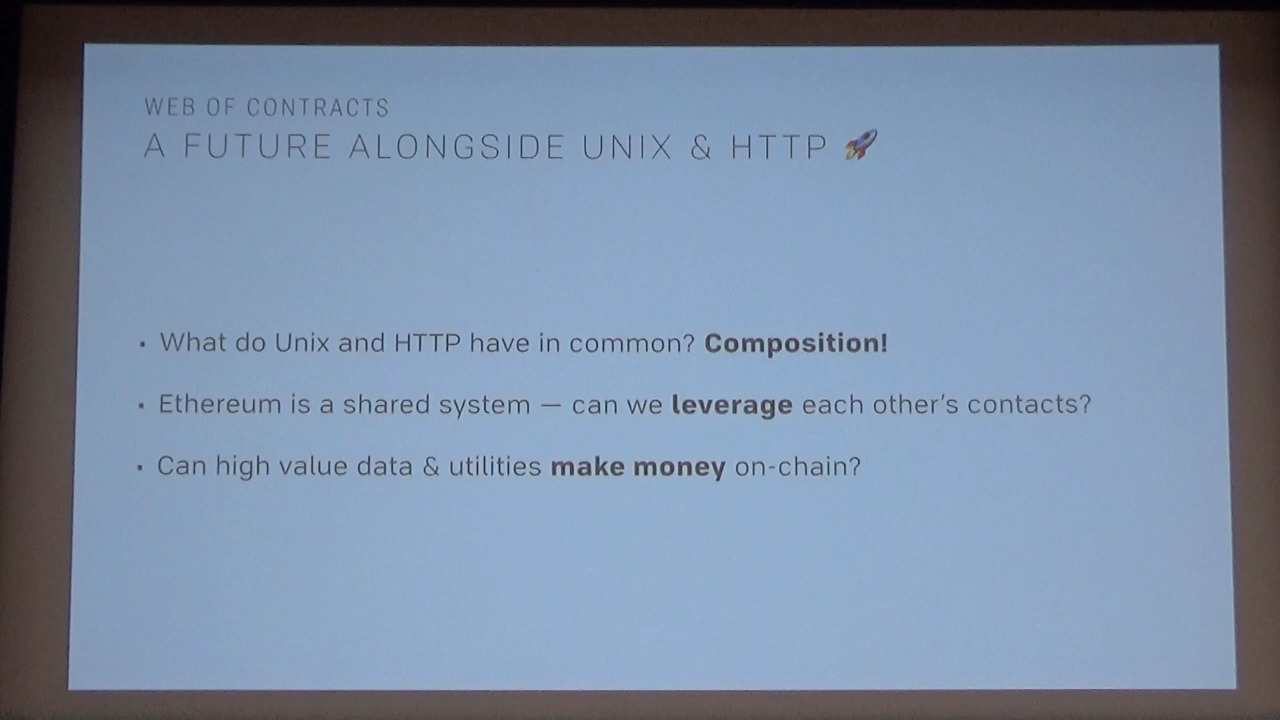 WEB OF CONTRACTS
A FUTURE ALONGSIDE UNIX & HTTP 🚀
• What do Unix and HTTP have in common? Composition!
• Ethereum is a shared system — can we leverage each other's contacts?
• Can high value data & utilities make money on-chain?